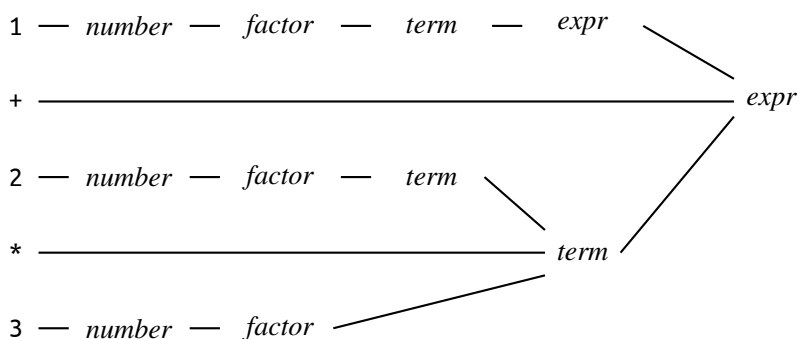 1 number factor term expr
+ expr
2 number factor term
* term
3 number factor